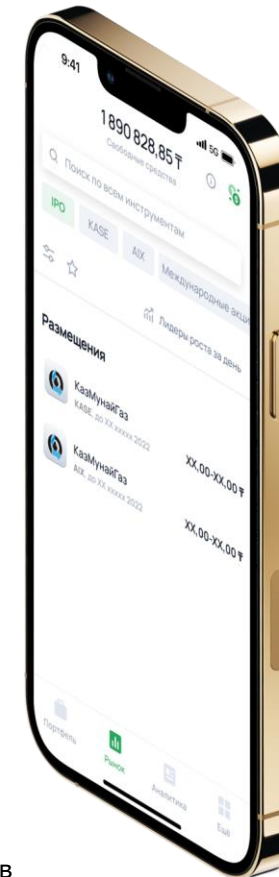 9:41
5G
1 890 828,85 ₸
Свободные средства
Поиск по всем инструментам
IPO KASE AIX Международные акци
Лидеры роста за день
Размещения
КазМунайГаз
KASE, до XX xxxxx 2022
XX,00-XX,00 ₸
КазМунайГаз
AIX, до XX xxxxx 2022
XX,00-XX,00 ₸
Портфель Рынок Аналитика Ещё
в